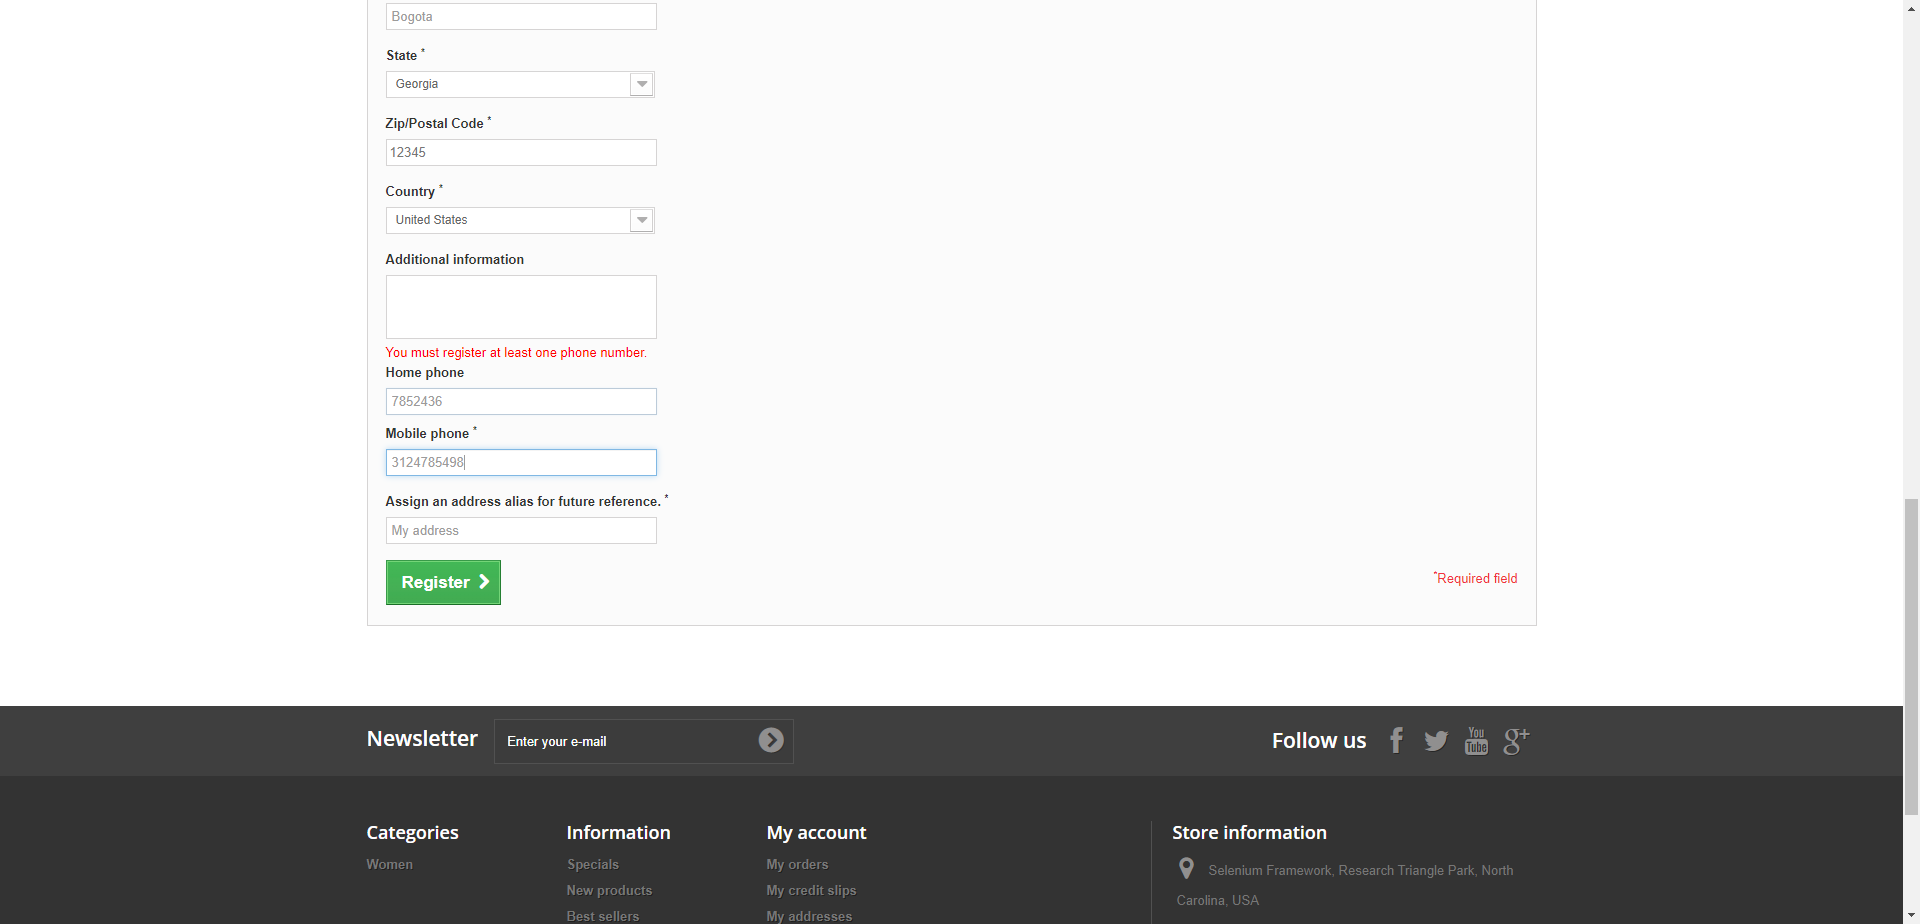 Bogota
State *
Georgia
Zip/Postal Code *
12345
Country *
United States
Additional information
You must register at least one phone number.
Home phone
7852436
Mobile phone *
3124785498
Assign an address alias for future reference. *
My address
Register
*Required field
Newsletter
Enter your e-mail
Follow us
You
Tube
g+
Categories
Women
Information
Specials
New products
Best sellers
My account
My orders
My credit slips
My addresses
Store information
Selenium Framework, Research Triangle Park, North
Carolina, USA